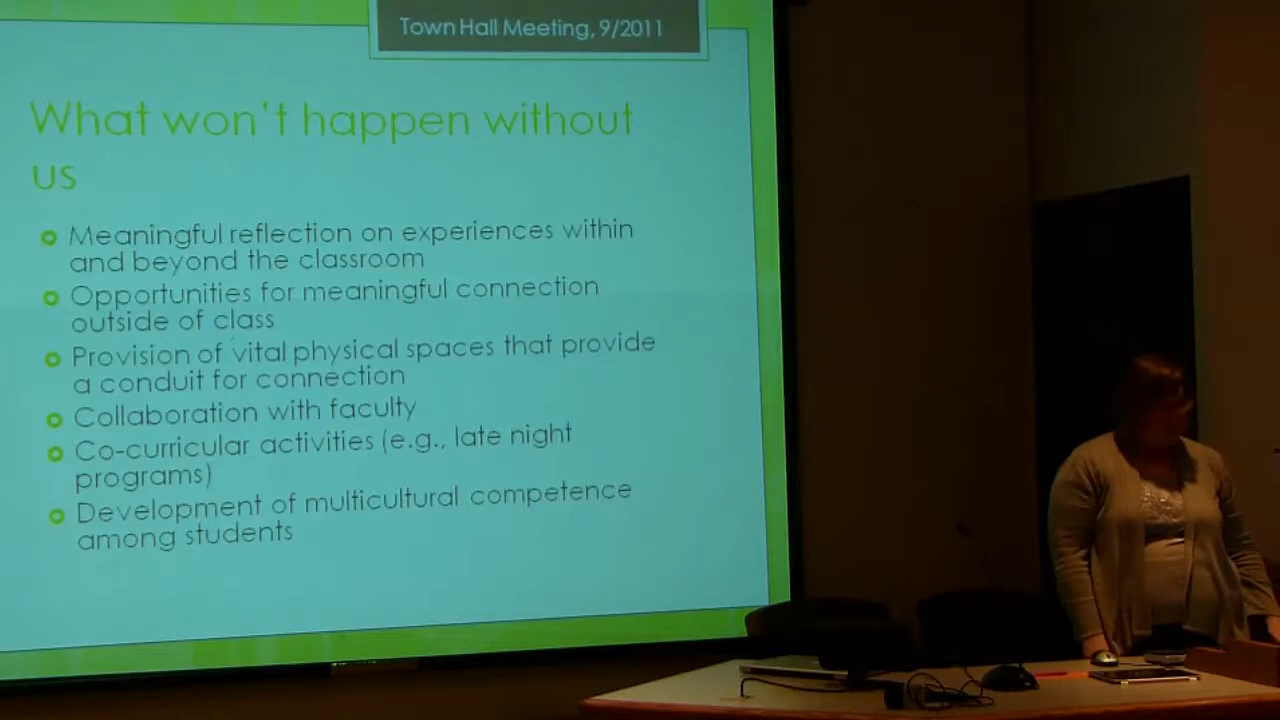 Town Hall Meeting, 9/2011
What won't happen without
us
Meaningful reflection on experiences within
and beyond the classroom
Opportunities for meaningful connection
outside of class
Provision of vital physical spaces that provide
a conduit for connection
Collaboration with faculty
Co-curricular activities (e.g., late night
programs)
Development of multicultural competence
among students